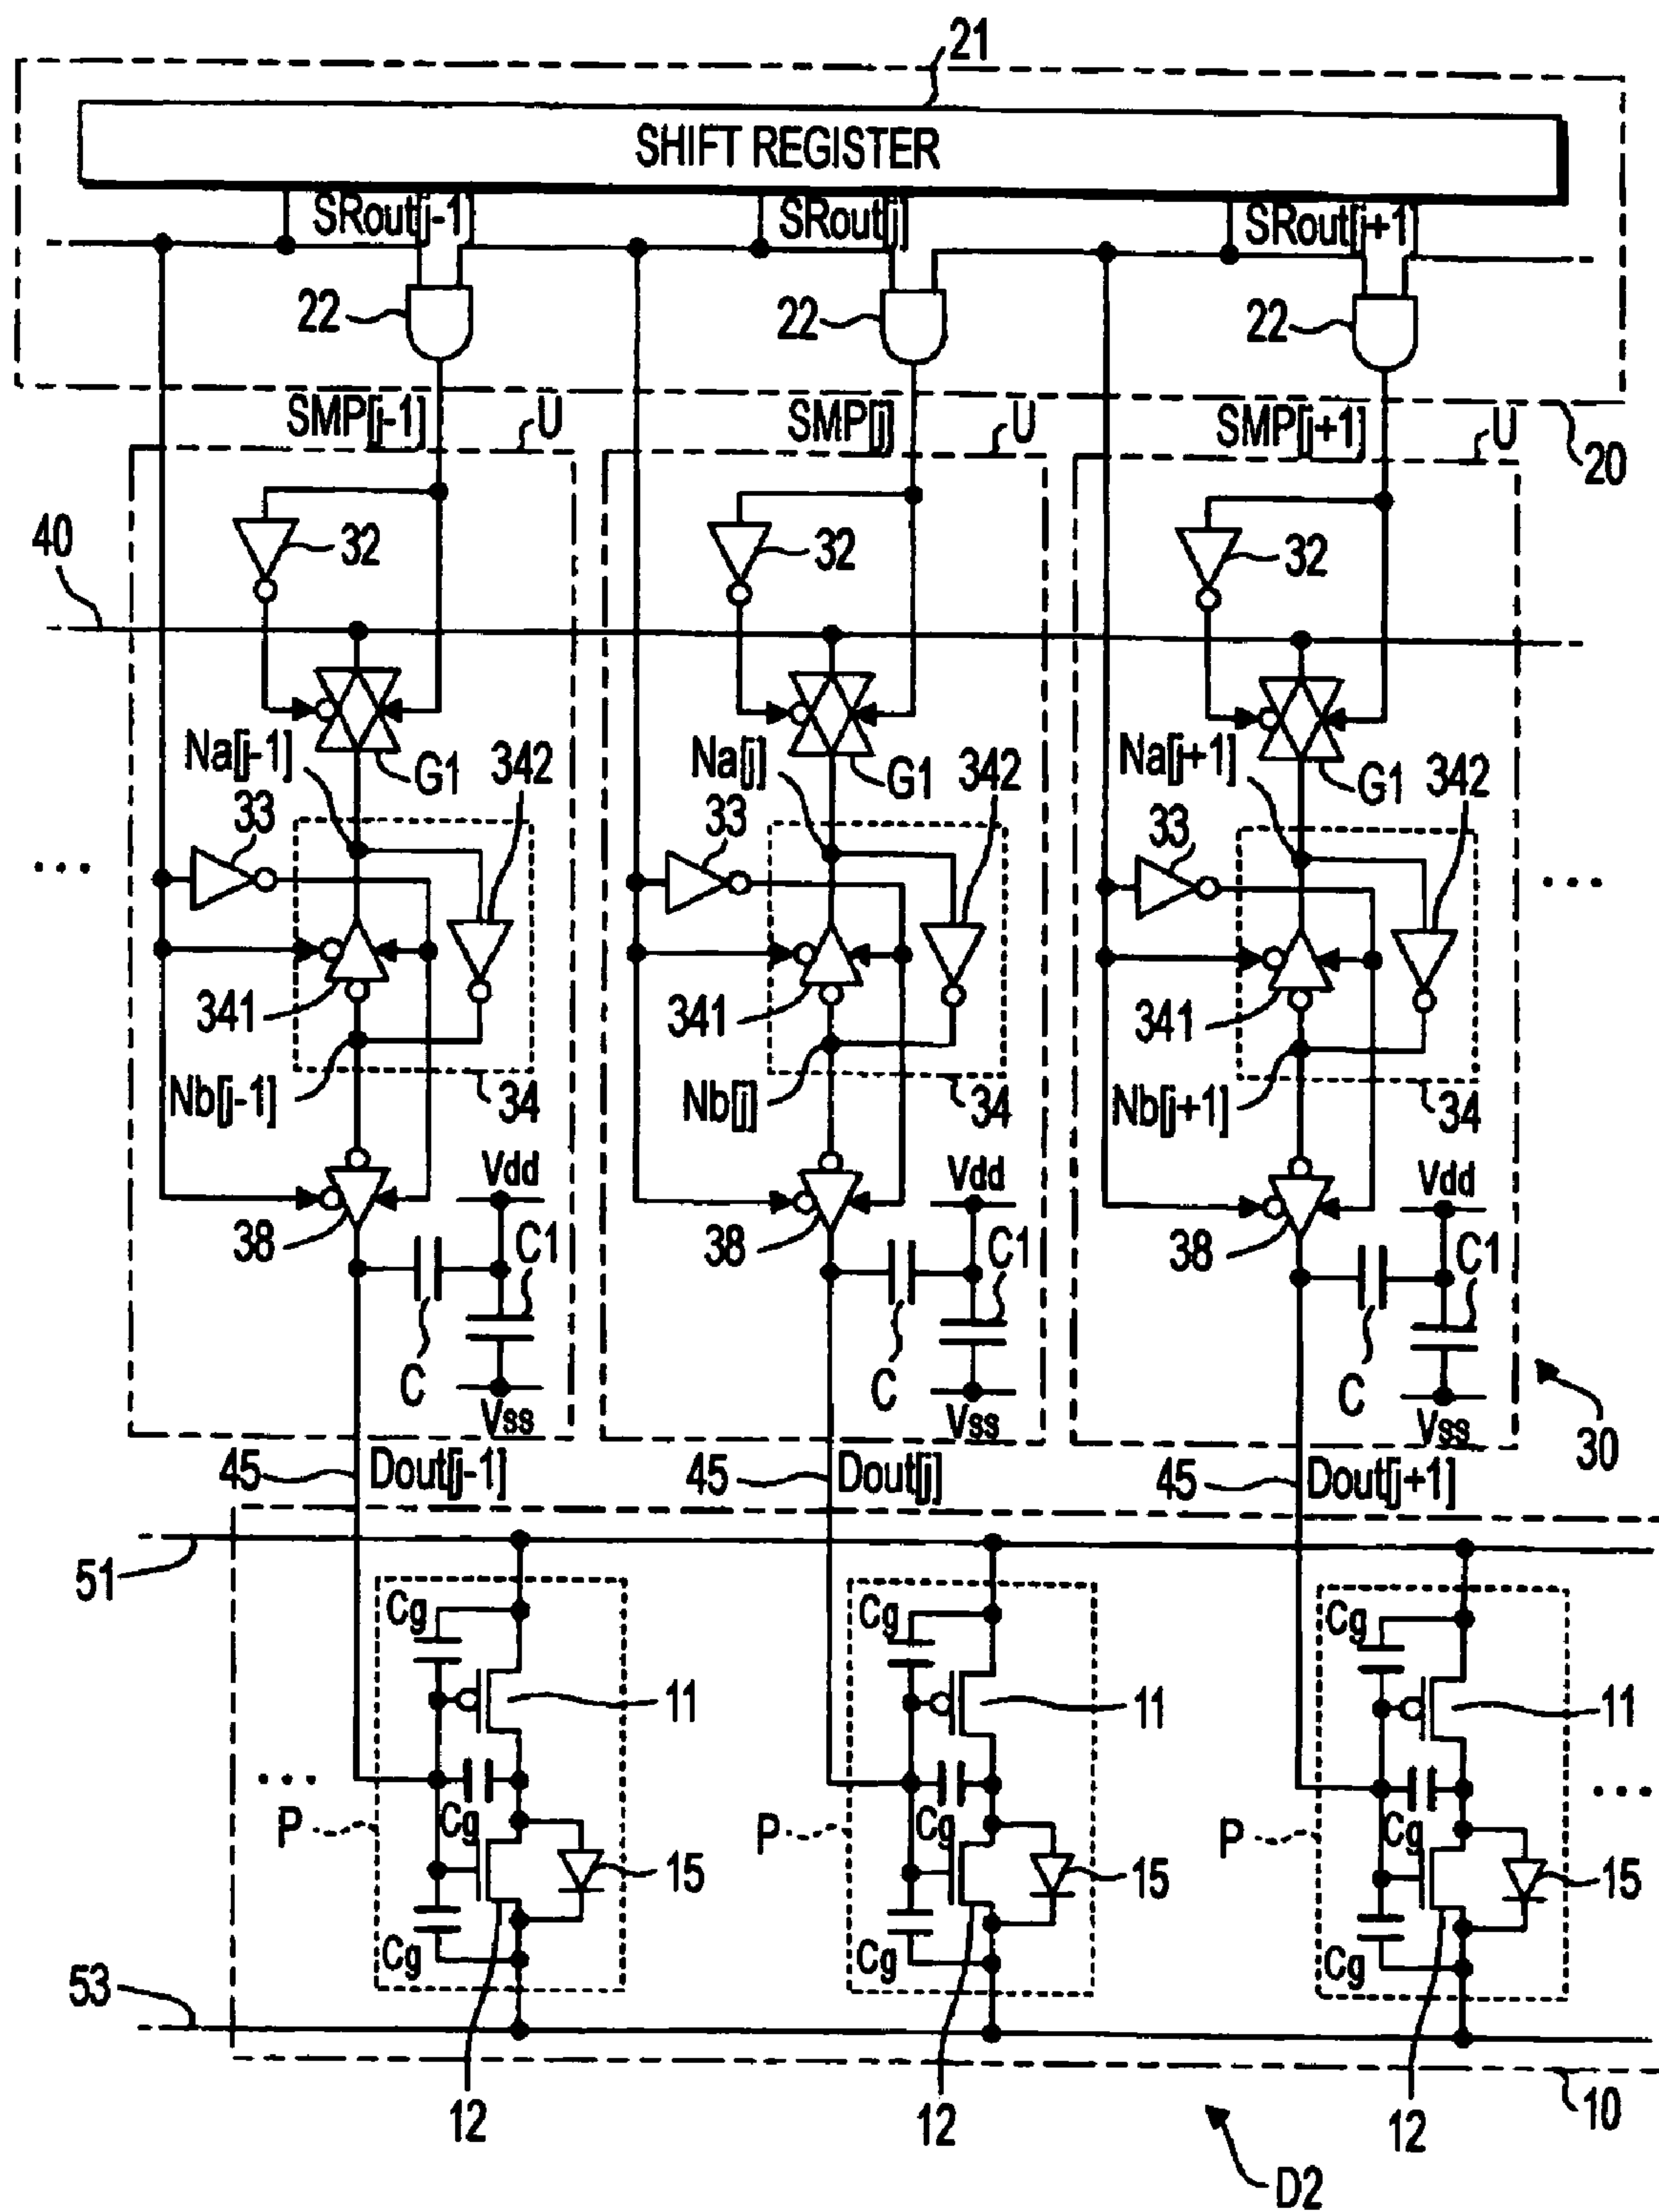 21
SHIFT REGISTER
SRout[j-1] SRout[j] SRout[j+1]
22 22 22
SMP[j-1] U SMP[j] U SMP[j+1] U
20
32 32 32
40
Na[j-1] G1 342 Na[j] G1 342 Na[j+1] G1 342
33 33 33
... ...
341 341 341
Nb[j-1] 34 Nb[j] 34 Nb[j+1] 34
Vdd Vdd Vdd
38 C1 38 C1 38 C1
C C C
Vss Vss Vss
30
45 Dout[j-1] 45 Dout[j] 45 Dout[j+1]
51
Cg Cg Cg
11 11 11
... ...
P Cg P Cg P Cg
15 15 15
Cg Cg Cg
53
12 12 12
10
D2